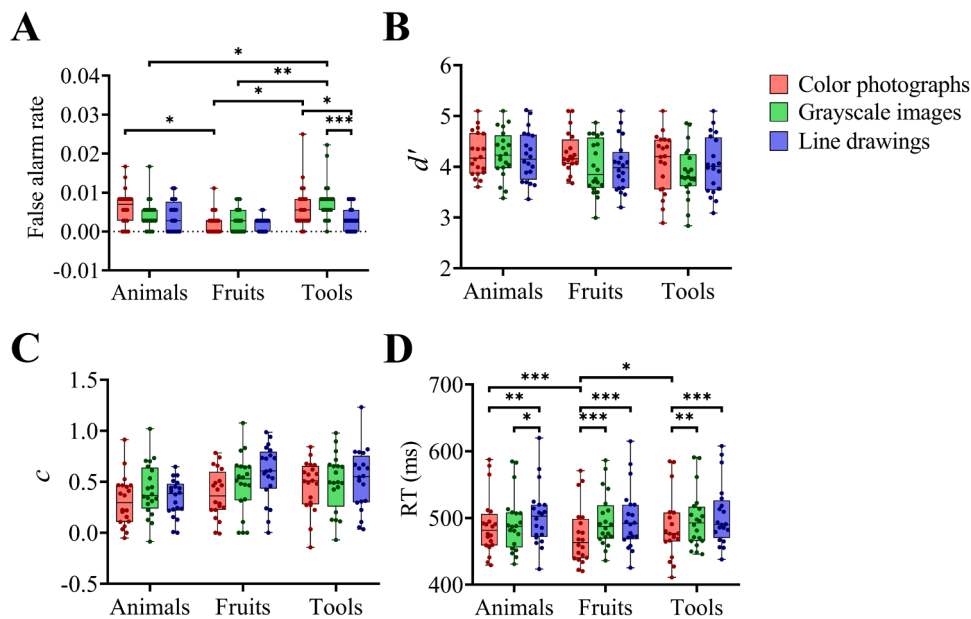 A
False alarm rate
0.04
0.03
0.02
0.01
0.00
-0.01
* ** * * * ***
Animals Fruits Tools
B
d'
6
5
4
3
2
Animals Fruits Tools
Color photographs
Grayscale images
Line drawings
C
c
1.5
1.0
0.5
0.0
-0.5
Animals Fruits Tools
D
RT (ms)
700
600
500
400
*** *
** *** ***
* *** **
Animals Fruits Tools